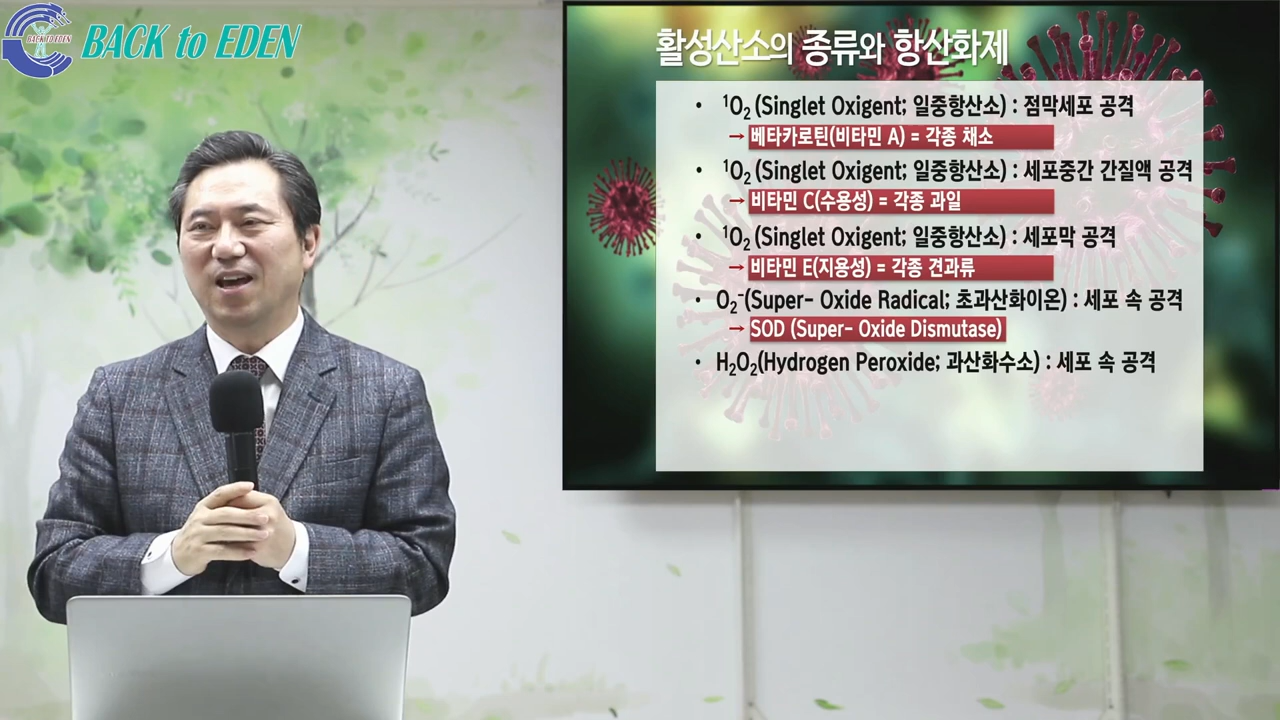 BACK TO EDEN
BACK to EDEN
활성산소의 종류와 항산화제
• ¹O₂ (Singlet Oxigent; 일중항산소) : 점막세포 공격
→ 베타카로틴(비타민 A) = 각종 채소
• ¹O₂ (Singlet Oxigent; 일중항산소) : 세포중간 간질액 공격
→ 비타민 C(수용성) = 각종 과일
• ¹O₂ (Singlet Oxigent; 일중항산소) : 세포막 공격
→ 비타민 E(지용성) = 각종 견과류
• O₂⁻(Super- Oxide Radical; 초과산화이온) : 세포 속 공격
→ SOD (Super- Oxide Dismutase)
• H₂O₂(Hydrogen Peroxide; 과산화수소) : 세포 속 공격